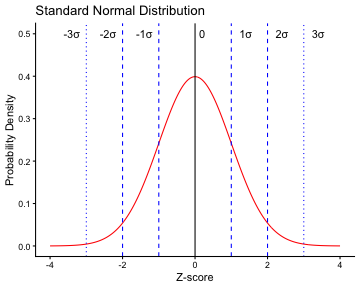 Standard Normal Distribution
-3σ -2σ -1σ 0 1σ 2σ 3σ
0.5
0.4
0.3
0.2
0.1
0.0
Probability Density
-4 -2 0 2 4
Z-score